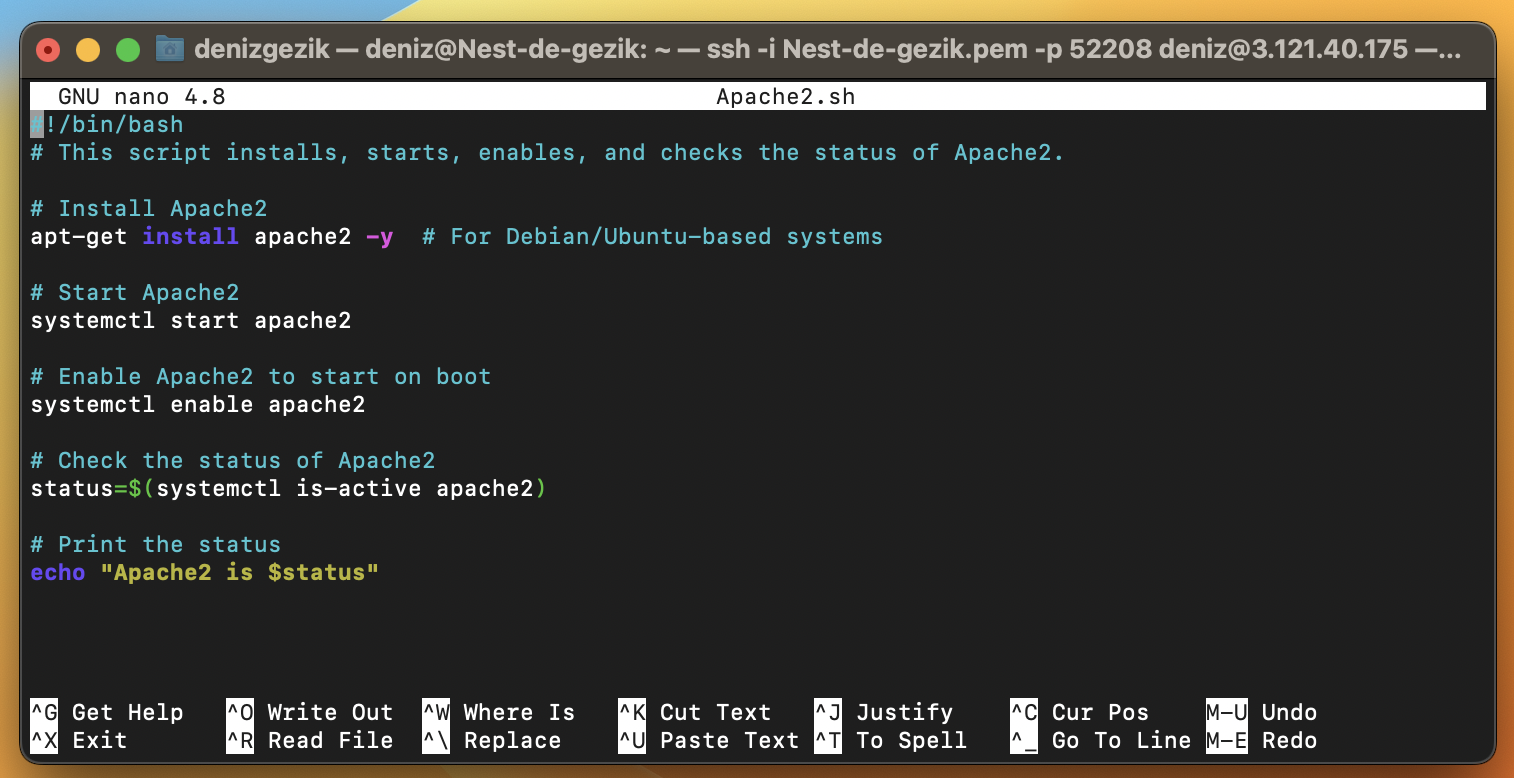 denizgezik — deniz@Nest-de-gezik: ~ — ssh -i Nest-de-gezik.pem -p 52208 deniz@3.121.40.175 —...
GNU nano 4.8 Apache2.sh
#!/bin/bash
# This script installs, starts, enables, and checks the status of Apache2.
# Install Apache2
apt-get install apache2 -y  # For Debian/Ubuntu-based systems
# Start Apache2
systemctl start apache2
# Enable Apache2 to start on boot
systemctl enable apache2
# Check the status of Apache2
status=$(systemctl is-active apache2)
# Print the status
echo "Apache2 is $status"
^G Get Help ^O Write Out ^W Where Is ^K Cut Text ^J Justify ^C Cur Pos M-U Undo
^X Exit ^R Read File ^\ Replace ^U Paste Text ^T To Spell ^_ Go To Line M-E Redo